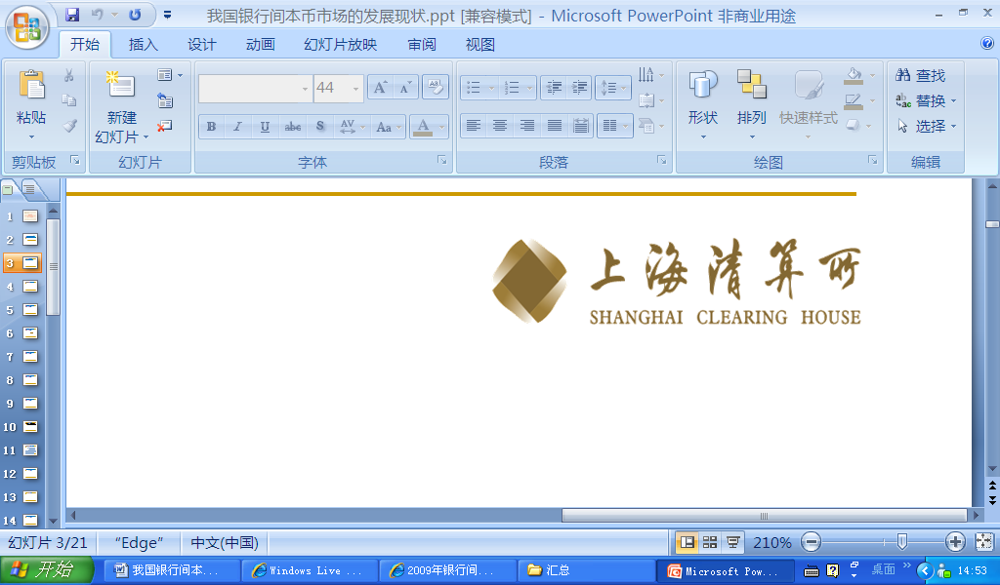 我国银行间本币市场的发展现状.ppt [兼容模式] - Microsoft PowerPoint 非商业用途
开始 插入 设计 动画 幻灯片放映 审阅 视图
粘贴
剪贴板
新建
幻灯片
幻灯片
44
B I U abc S AV Aa A
字体
段落
形状 排列 快速样式
绘图
查找
替换
选择
编辑
1
2
3
4
5
6
7
8
9
10
11
12
13
14
上海清算所
SHANGHAI CLEARING HOUSE
幻灯片 3/21 “Edge” 中文(中国) 210%
开始 我国银行间本... Windows Live ... 2009年银行间... 汇总 Microsoft Pow... 桌面 14:53